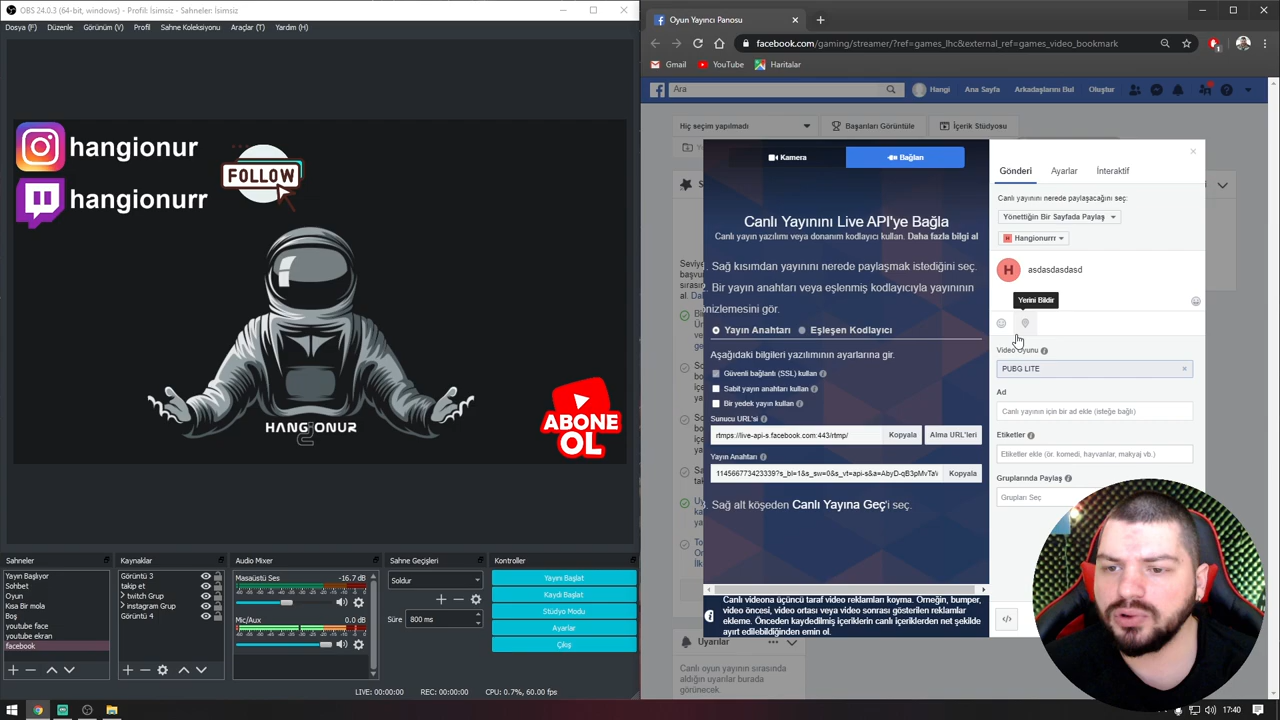 OBS 24.0.3 (64-bit, windows) - Profil: İsimsiz - Sahneler: İsimsiz
Dosya (F) Düzenle Görünüm (V) Profil Sahne Koleksiyonu Araçlar (T) Yardım (H)
hangionur
hangionurr
FOLLOW
HANGIONUR
ABONE
OL
Sahneler
Yayın Başlıyor
Sohbet
Oyun
Kısa Bir mola
Boş
youtube face
youtube ekran
facebook
Kaynaklar
Görüntü 3
takip et
twitch Grup
instagram Grup
Görüntü 4
Audio Mixer
Masaüstü Ses -16.7 dB
Mic/Aux 0.0 dB
Sahne Geçişleri
Soldur
Süre 800 ms
Kontroller
Yayını Başlat
Kaydı Başlat
Stüdyo Modu
Ayarlar
Çıkış
LIVE: 00:00:00 REC: 00:00:00 CPU: 0.7%, 60.00 fps
Oyun Yayıncı Panosu
facebook.com/gaming/streamer/?ref=games_lhc&external_ref=games_video_bookmark
Gmail YouTube Haritalar
Ara
Hangi Ana Sayfa Arkadaşlarını Bul Oluştur
Hiç seçim yapılmadı Başarıları Görüntüle İçerik Stüdyosu
Kamera Bağlan
Canlı Yayınını Live API'ye Bağla
Canlı yayın yazılımı veya donanım kodlayıcı kullan. Daha fazla bilgi al
Sağ kısımdan yayınını nerede paylaşmak istediğini seç.
Bir yayın anahtarı veya eşlenmiş kodlayıcıyla yayınının
önizlemesini gör.
Yayın Anahtarı Eşleşen Kodlayıcı
Aşağıdaki bilgileri yazılımının ayarlarına gir.
Güvenli bağlantı (SSL) kullan
Sabit yayın anahtarı kullan
Bir yedek yayın kullan
Sunucu URL'si
rtmps://live-api-s.facebook.com:443/rtmp/ Kopyala Alma URL'leri
Yayın Anahtarı
Kopyala
Sağ alt köşeden Canlı Yayına Geç'i seç.
Canlı videona üçüncü taraf video reklamları koyma. Örneğin, bumper,
video öncesi, video ortası veya video sonrası gösterilen reklamlar
ekleme. Önceden kaydedilmiş içeriklerin canlı içeriklerden net şekilde
ayırt edilebildiğinden emin ol.
Gönderi Ayarlar İnteraktif
Canlı yayınını nerede paylaşacağını seç:
Yönettiğin Bir Sayfada Paylaş
H Hangionurrr
H asdasdasdasd
Yerini Bildir
Video Oyunu
PUBG LITE
Ad
Canlı yayının için bir ad ekle (isteğe bağlı)
Etiketler
Etiketler ekle (ör. komedi, hayvanlar, makyaj vb.)
Gruplarında Paylaş
Grupları Seç
Uyarılar
Canlı oyun yayının sırasında
aldığın uyarılar burada
görünecek
17:40